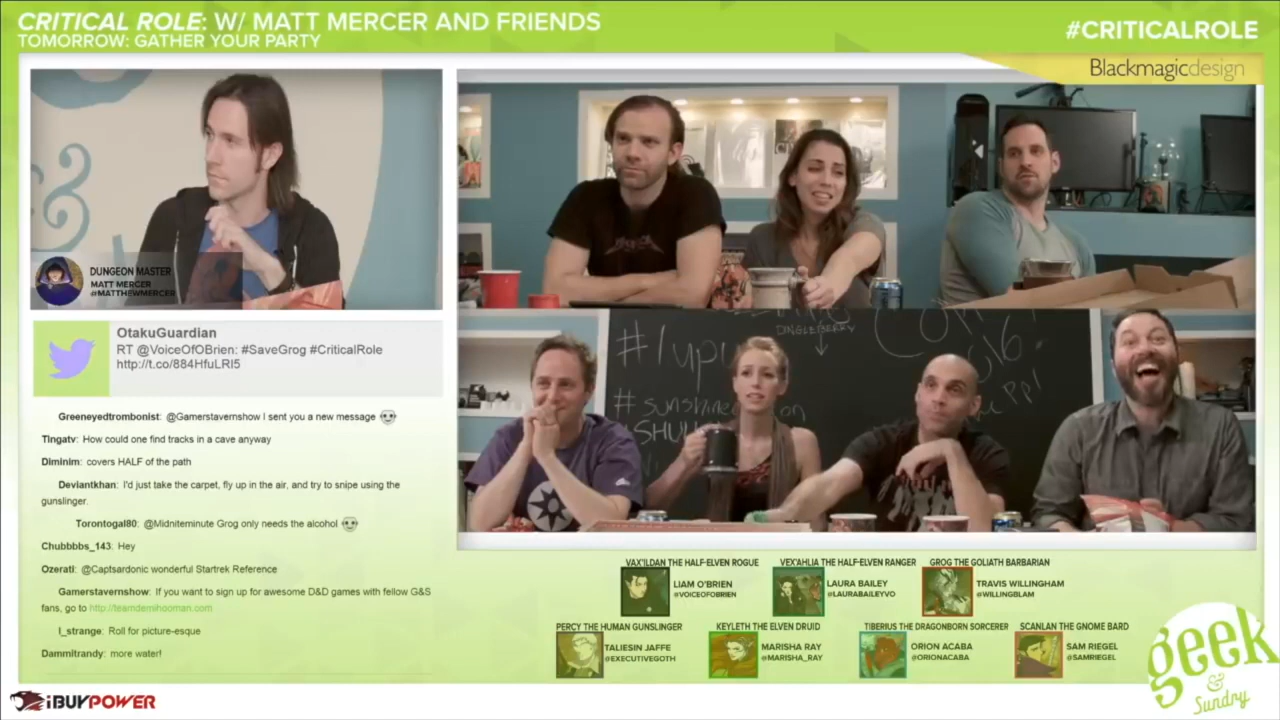 CRITICAL ROLE: W/ MATT MERCER AND FRIENDS
TOMORROW: GATHER YOUR PARTY
#CRITICALROLE
Blackmagicdesign
DUNGEON MASTER
MATT MERCER
@MATTHEWMERCER
OtakuGuardian
RT @VoiceOfOBrien: #SaveGrog #CriticalRole
http://t.co/884HfuLRI5
Greeneyedtrombonist: @Gamerstavernshow I sent you a new message
Tingatv: How could one find tracks in a cave anyway
Diminim: covers HALF of the path
Deviantkhan: I'd just take the carpet, fly up in the air, and try to snipe using the
gunslinger.
Torontogal80: @Midniteminute Grog only needs the alcohol
Chubbbbs_143: Hey
Ozerati: @Captsardonic wonderful Startrek Reference
Gamerstavernshow: If you want to sign up for awesome D&D games with fellow G&S
fans, go to http://teamdemihooman.com
I_strange: Roll for picture-esque
Dammitrandy: more water!
DINGLEBERRY
#lupu
# sunshine
VAX'ILDAN THE HALF-ELVEN ROGUE
LIAM O'BRIEN
@VOICEOFOBRIEN
VEX'AHLIA THE HALF-ELVEN RANGER
LAURA BAILEY
@LAURABAILEYVO
GROG THE GOLIATH BARBARIAN
TRAVIS WILLINGHAM
@WILLINGBLAM
PERCY THE HUMAN GUNSLINGER
TALIESIN JAFFE
@EXECUTIVEGOTH
KEYLETH THE ELVEN DRUID
MARISHA RAY
@MARISHA_RAY
TIBERIUS THE DRAGONBORN SORCERER
ORION ACABA
@ORIONACABA
SCANLAN THE GNOME BARD
SAM RIEGEL
@SAMRIEGEL
geek
&
Sundry
iBUYPOWER